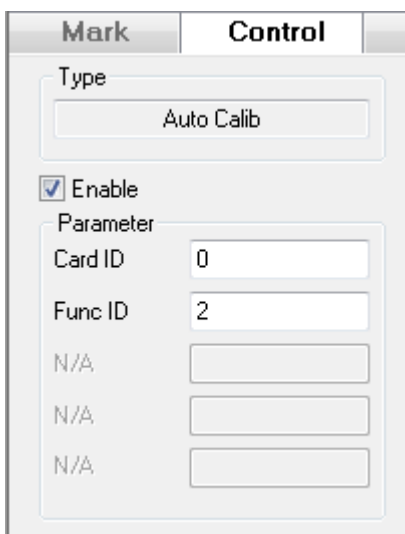 Mark Control
Type
Auto Calib
Enable
Parameter
Card ID 0
Func ID 2
N/A
N/A
N/A